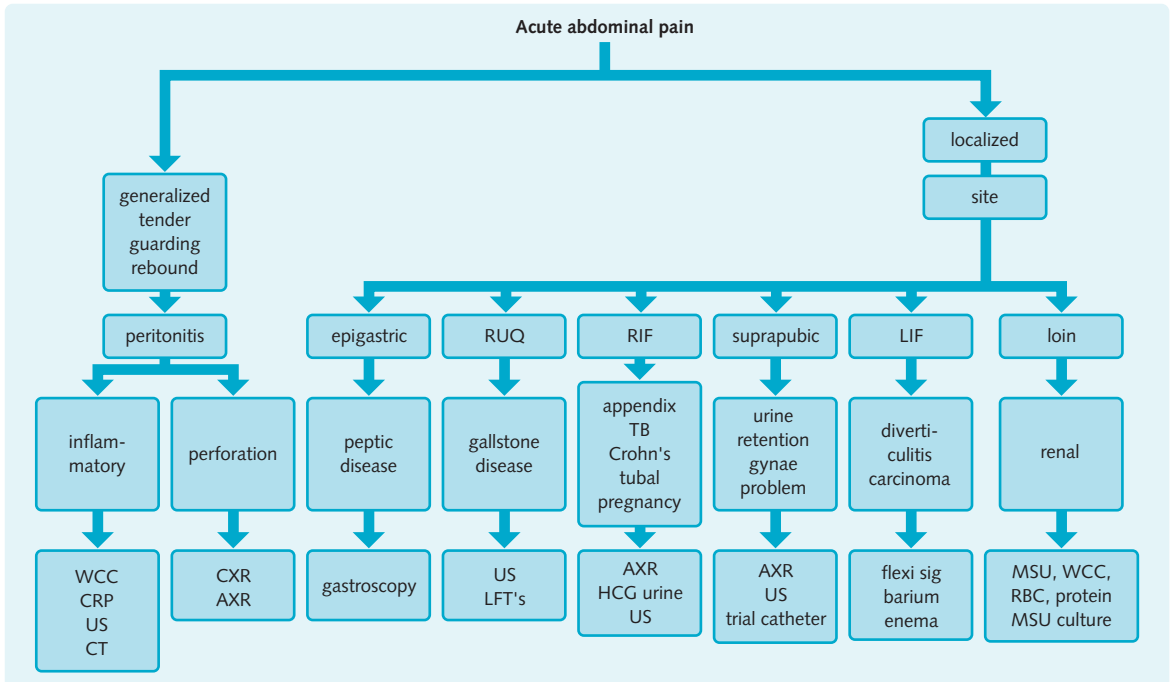 Acute abdominal pain
localized
site
generalized
tender
guarding
rebound
peritonitis
epigastric
RUQ
RIF
suprapubic
LIF
loin
inflam-
matory
perforation
peptic
disease
gallstone
disease
appendix
TB
Crohn's
tubal
pregnancy
urine
retention
gynae
problem
diverti-
culitis
carcinoma
renal
WCC
CRP
US
CT
CXR
AXR
gastroscopy
US
LFT's
AXR
HCG urine
US
AXR
US
trial catheter
flexi sig
barium
enema
MSU, WCC,
RBC, protein
MSU culture